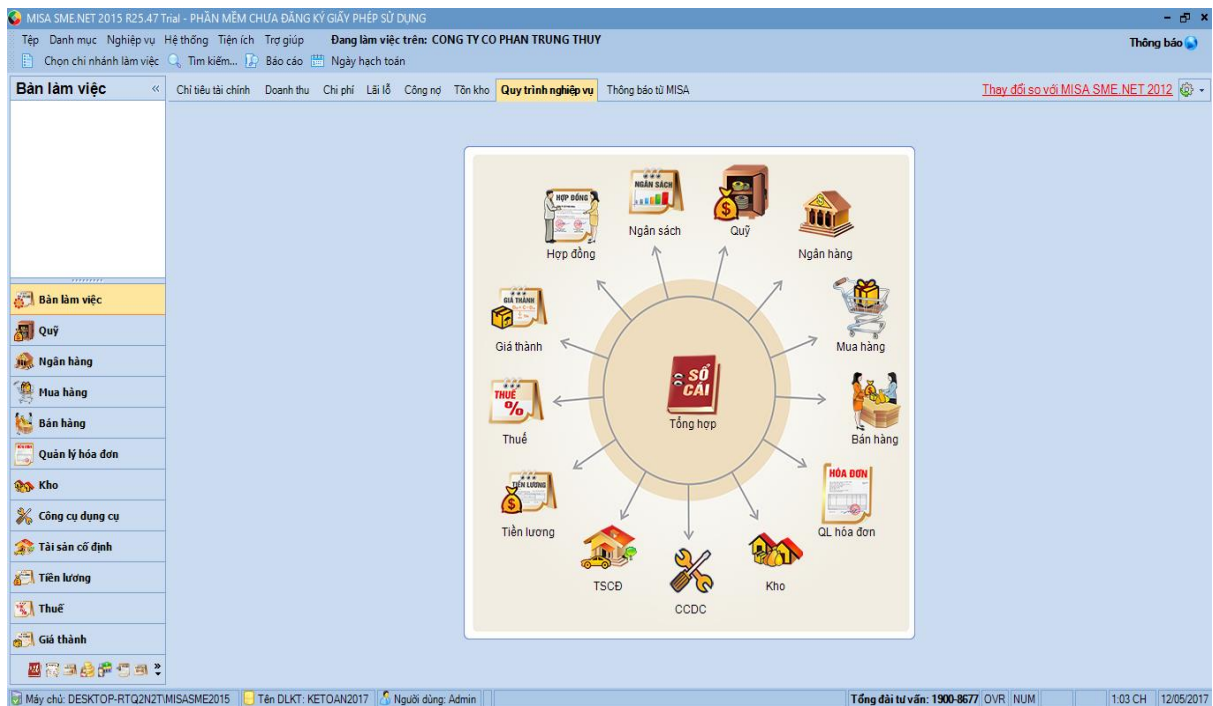 MISA SME.NET 2015 R25.47 Trial - PHẦN MỀM CHƯA ĐĂNG KÝ GIẤY PHÉP SỬ DỤNG
Tệp Danh mục Nghiệp vụ Hệ thống Tiện ích Trợ giúp Đang làm việc trên: CONG TY CO PHAN TRUNG THUY
Thông báo
Chọn chi nhánh làm việc Tìm kiếm... Báo cáo Ngày hạch toán
Bàn làm việc «
Chỉ tiêu tài chính Doanh thu Chi phí Lãi lỗ Công nợ Tồn kho Quy trình nghiệp vụ Thông báo từ MISA
Thay đổi so với MISA SME.NET 2012
Bàn làm việc
Quỹ
Ngân hàng
Mua hàng
Bán hàng
Quản lý hóa đơn
Kho
Công cụ dụng cụ
Tài sản cố định
Tiền lương
Thuế
Giá thành
NGÂN SÁCH
Ngân sách
Quỹ
HỢP ĐỒNG
Hợp đồng
Ngân hàng
GIÁ THÀNH
Giá thành
Mua hàng
SỔ CÁI
Tổng hợp
THUẾ %
Thuế
Bán hàng
TIỀN LƯƠNG
Tiền lương
HÓA ĐƠN
QL hóa đơn
TSCĐ
CCDC
Kho
Máy chủ: DESKTOP-RTQ2N2T\MISASME2015 Tên DLKT: KETOAN2017 Người dùng: Admin
Tổng đài tư vấn: 1900-8677 OVR NUM 1:03 CH 12/05/2017